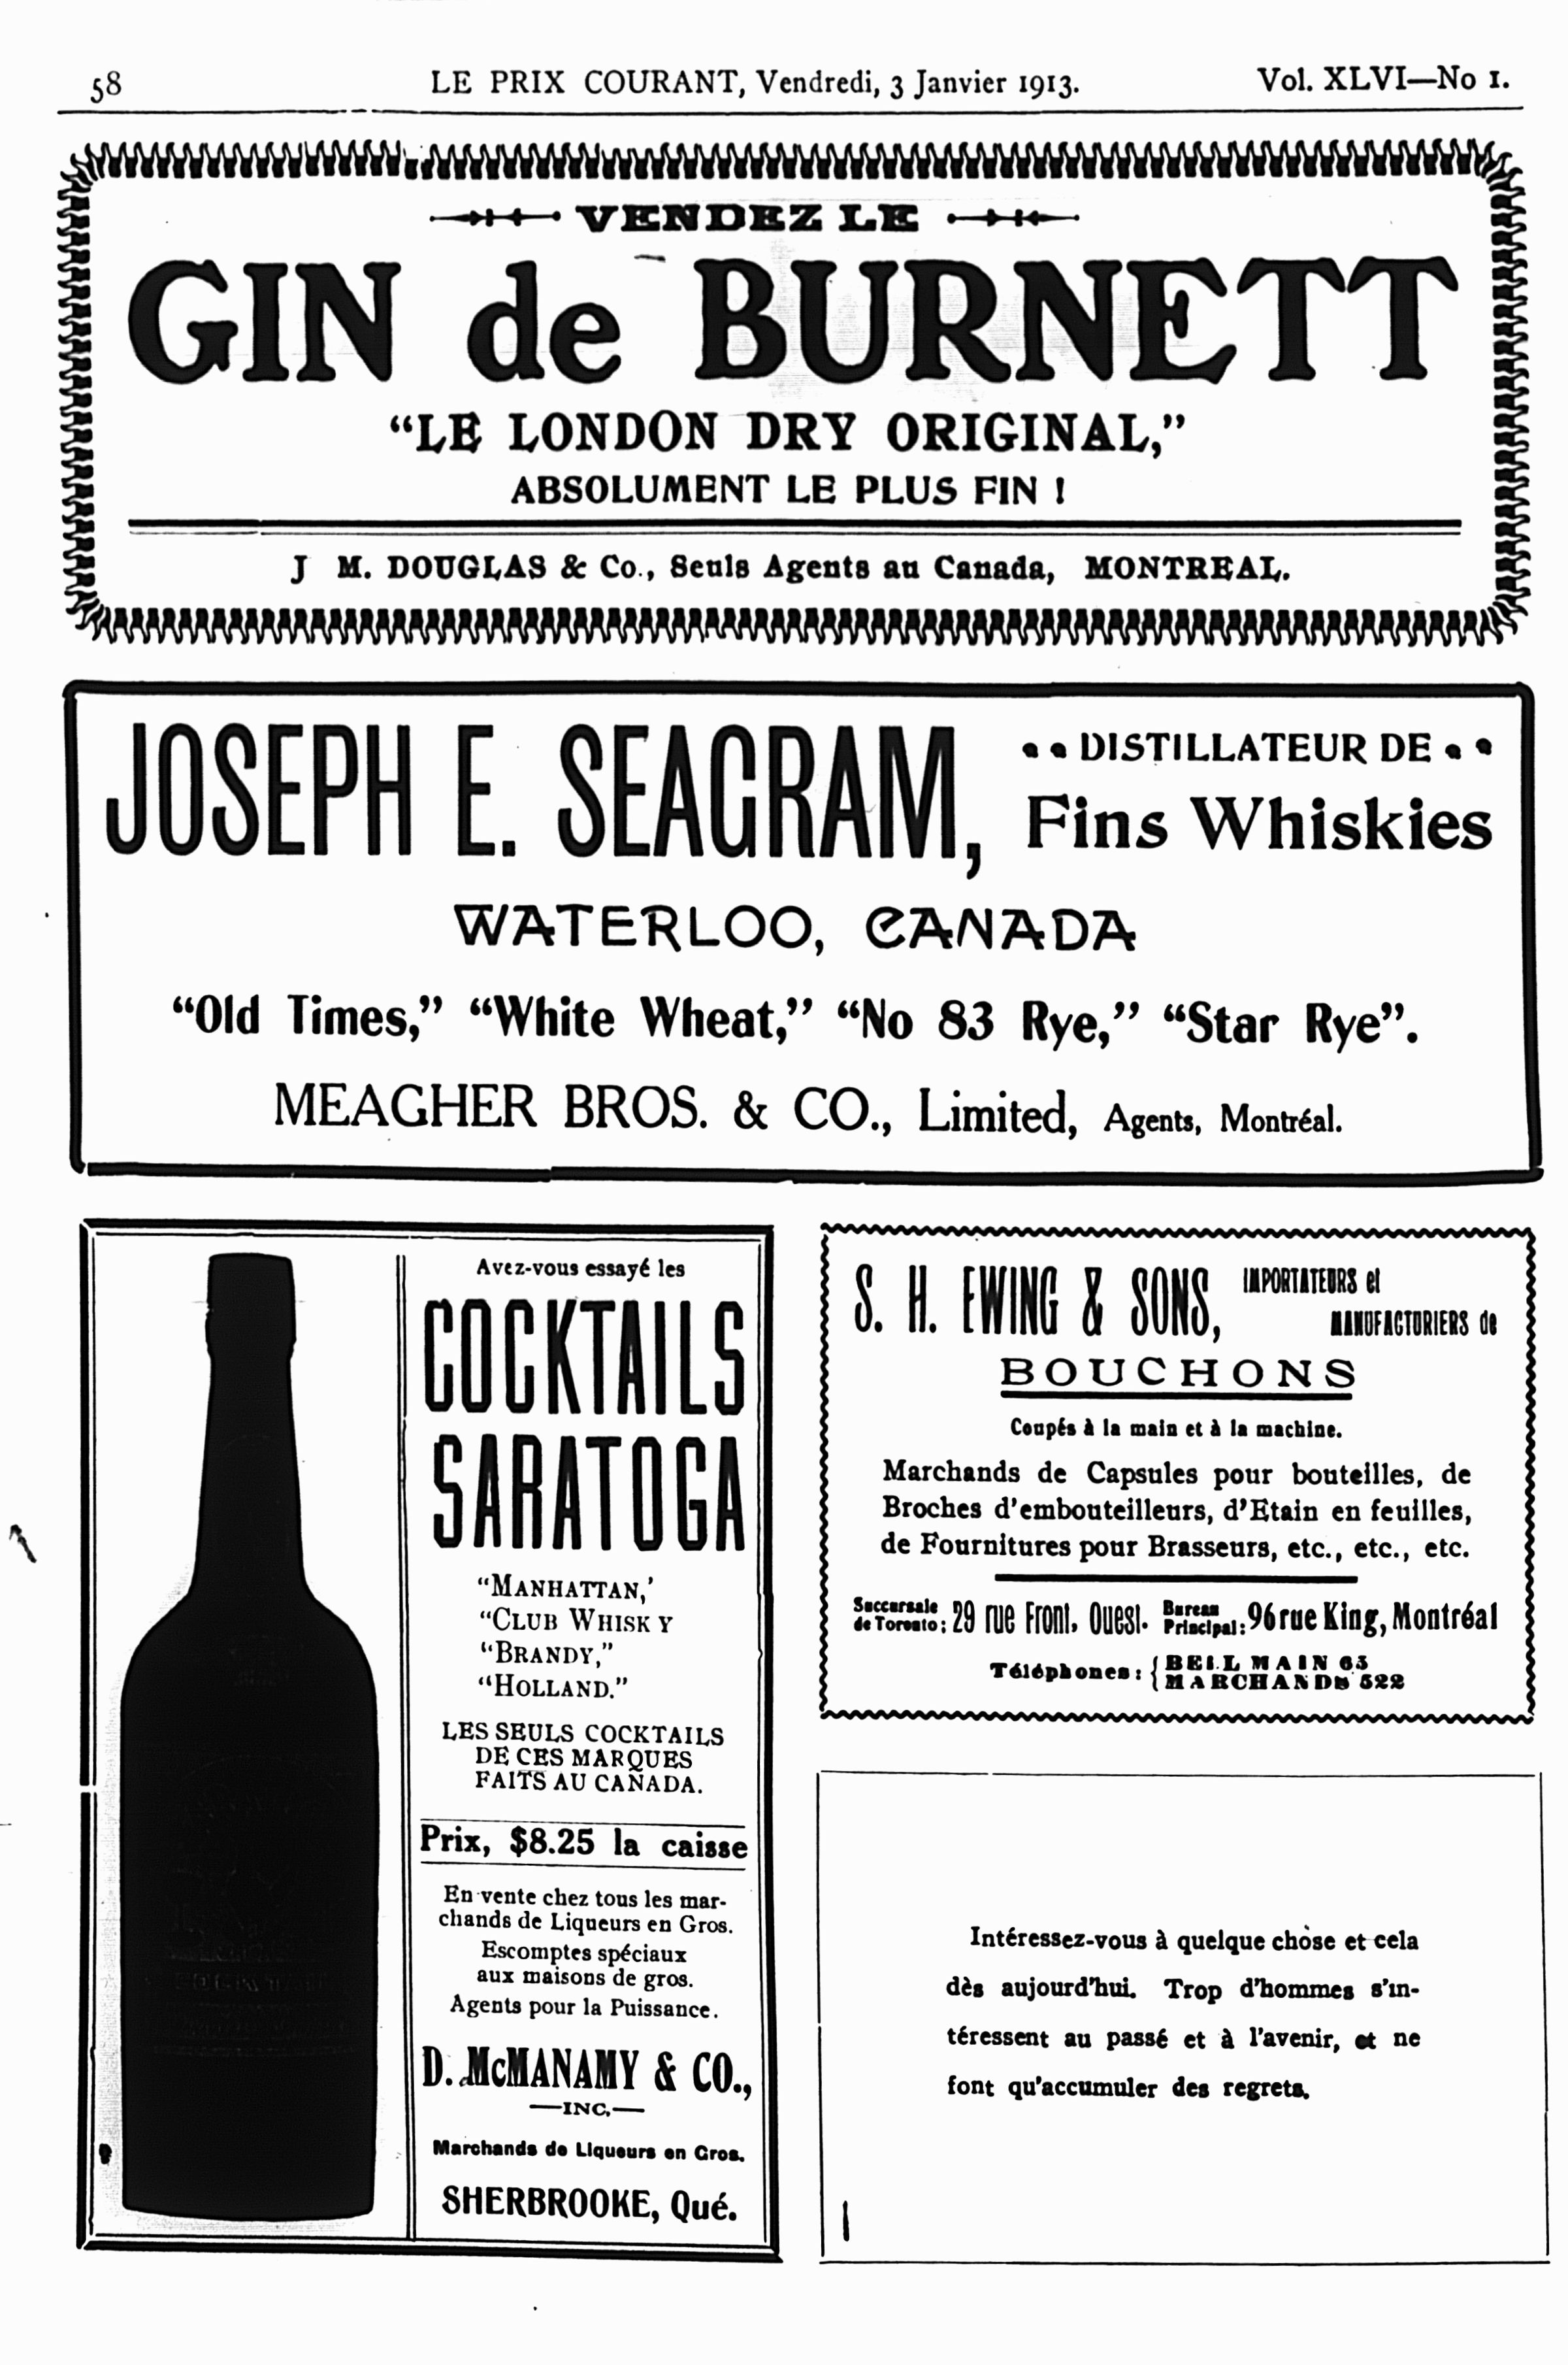 58
LE PRIX COURANT, Vendredi, 3 Janvier 1913.
Vol. XLVI—No 1.
VENDEZ LE
GIN de BURNETT
“LE LONDON DRY ORIGINAL,”
ABSOLUMENT LE PLUS FIN !
J M. DOUGLAS & Co., Seuls Agents au Canada, MONTREAL.
JOSEPH E. SEAGRAM,
DISTILLATEUR DE
Fins Whiskies
WATERLOO, CANADA
“Old Times,” “White Wheat,” “No 83 Rye,” “Star Rye”.
MEAGHER BROS. & CO., Limited, Agents, Montréal.
Avez-vous essayé les
COCKTAILS
SARATOGA
“MANHATTAN,’
“CLUB WHISK Y
“BRANDY,”
“HOLLAND.”
LES SEULS COCKTAILS
DE CES MARQUES
FAITS AU CANADA.
Prix, $8.25 la caisse
En vente chez tous les mar-
chands de Liqueurs en Gros.
Escomptes spéciaux
aux maisons de gros.
Agents pour la Puissance.
D. McMANAMY & CO.,
—INC,—
Marchands de Liqueurs en Gros.
SHERBROOKE, Qué.
S. H. EWING & SONS,
IMPORTATEURS et
MANUFACTURIERS de
BOUCHONS
Coupés à la main et à la machine.
Marchands de Capsules pour bouteilles, de
Broches d'embouteilleurs, d'Etain en feuilles,
de Fournitures pour Brasseurs, etc., etc., etc.
Succursale de Toronto: 29 rue Front, Ouest. Bureau Principal: 96 rue King, Montréal
Téléphones: { BELL MAIN 65
MARCHANDS 522
Intéressez-vous à quelque chose et cela
dès aujourd'hui. Trop d'hommes s'in-
téressent au passé et à l'avenir, et ne
font qu'accumuler des regrets.